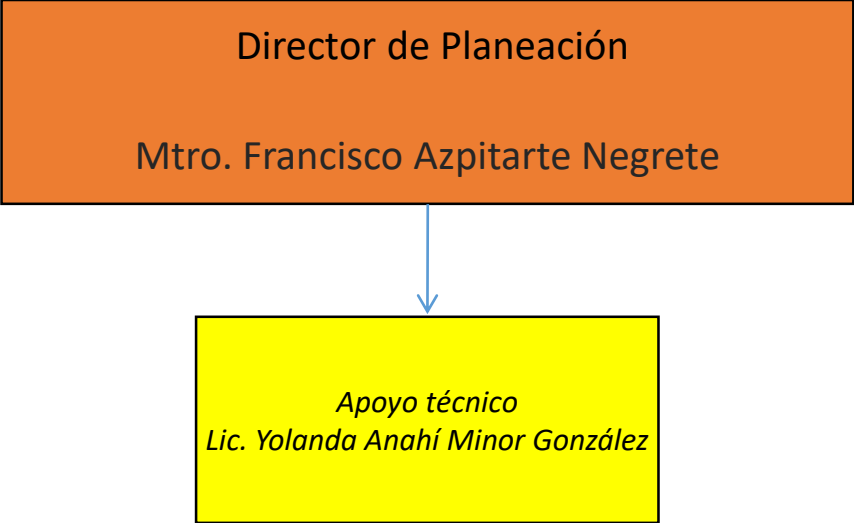 Director de Planeación
Mtro. Francisco Azpitarte Negrete
Apoyo técnico
Lic. Yolanda Anahí Minor González